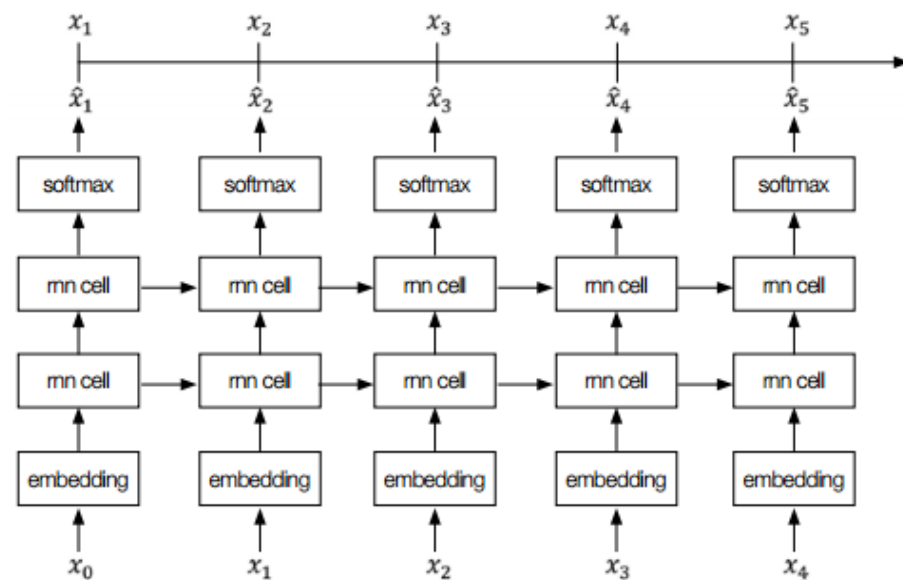 x₁ x₂ x₃ x₄ x₅
x̂₁ x̂₂ x̂₃ x̂₄ x̂₅
softmax softmax softmax softmax softmax
rnn cell rnn cell rnn cell rnn cell rnn cell
rnn cell rnn cell rnn cell rnn cell rnn cell
embedding embedding embedding embedding embedding
x₀ x₁ x₂ x₃ x₄